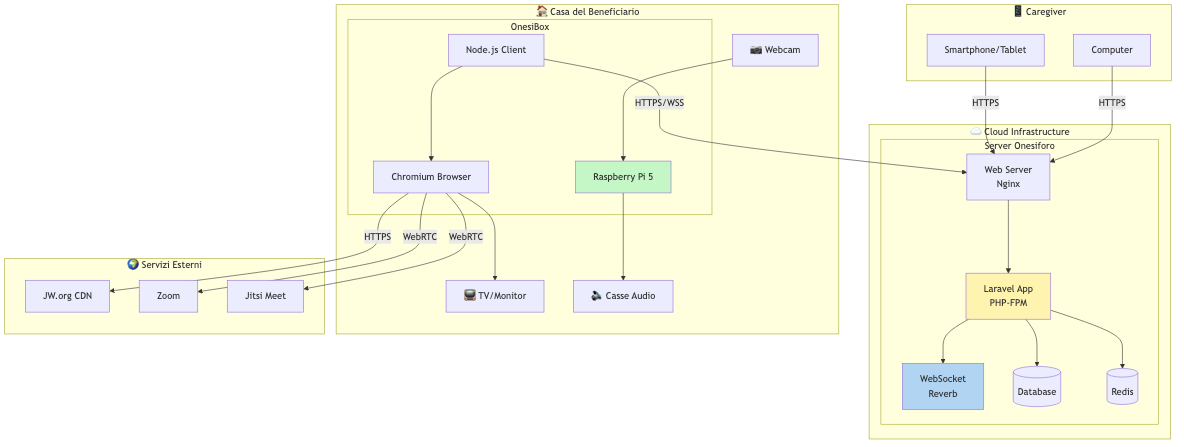 🏠 Casa del Beneficiario
OnesiBox
Node.js Client
📷 Webcam
HTTPS/WSS
Chromium Browser
Raspberry Pi 5
HTTPS
WebRTC
WebRTC
📺 TV/Monitor
🔈 Casse Audio
🌍 Servizi Esterni
JW.org CDN
Zoom
Jitsi Meet
📱 Caregiver
Smartphone/Tablet
Computer
HTTPS
HTTPS
☁️ Cloud Infrastructure
Server Onesiforo
Web Server
Nginx
Laravel App
PHP-FPM
WebSocket
Reverb
Database
Redis